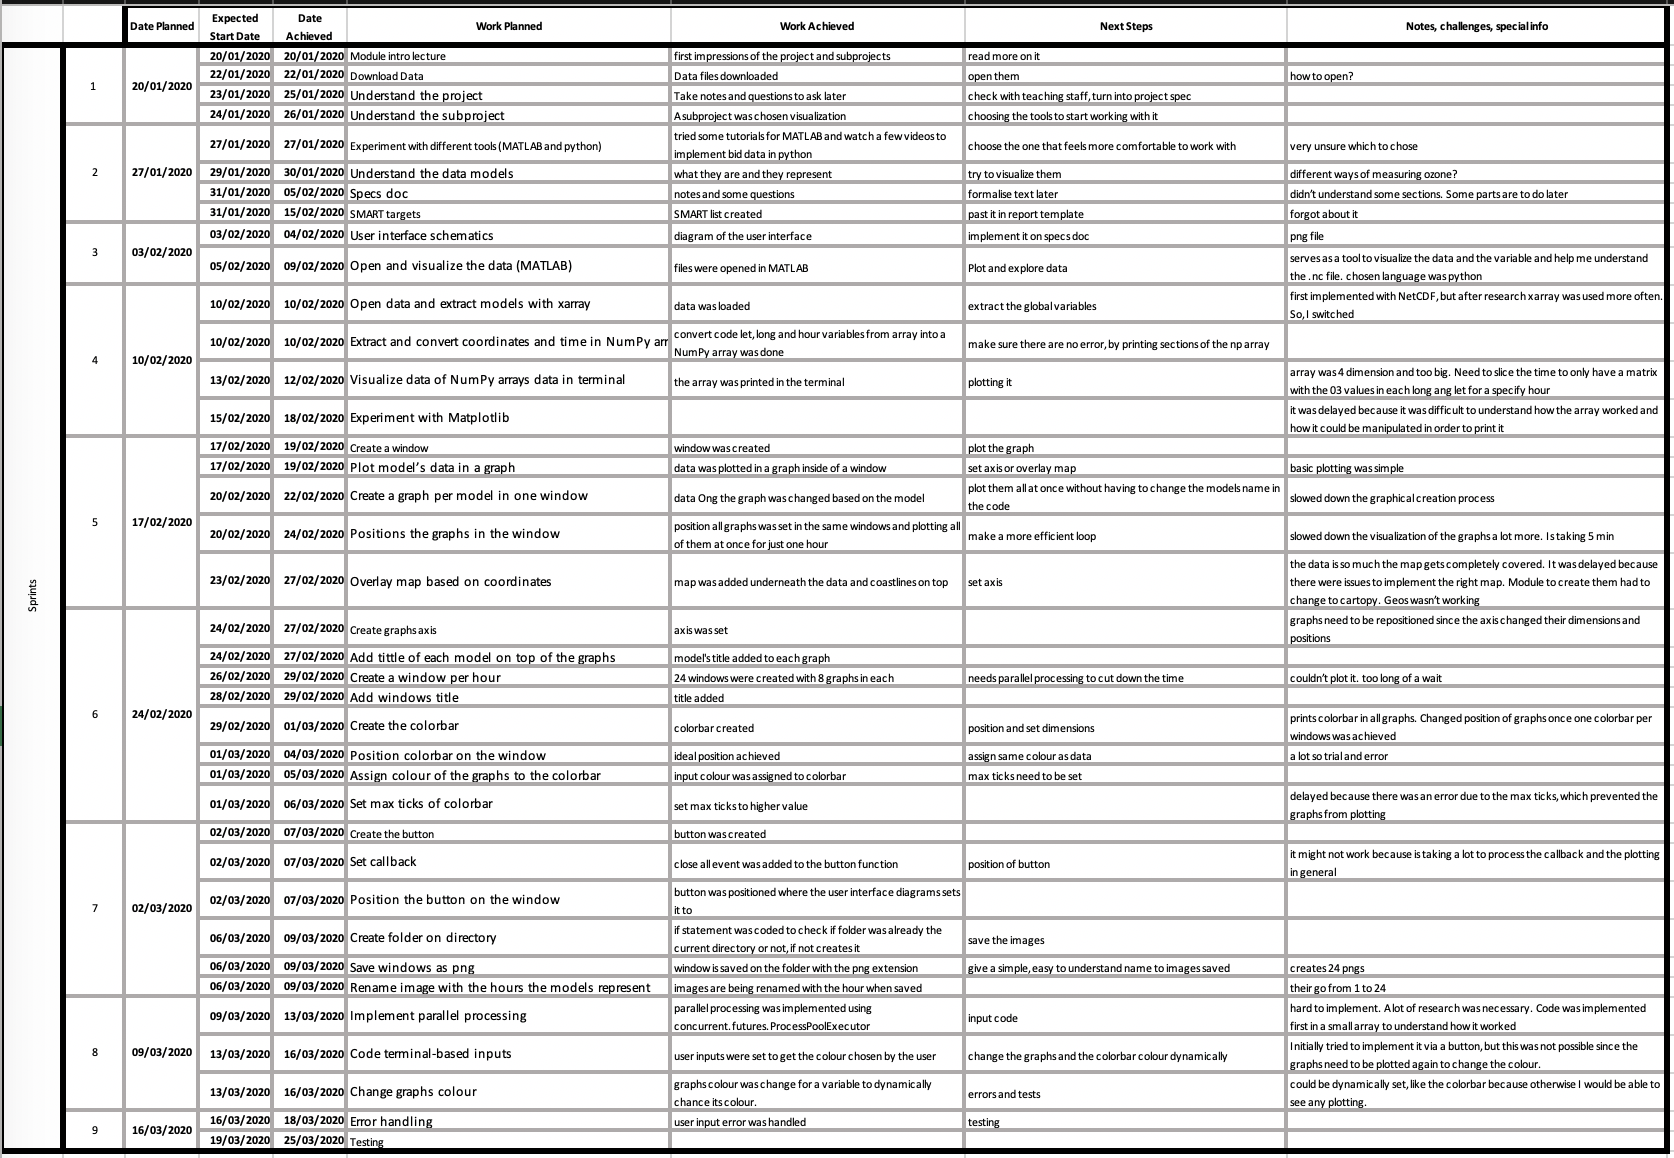 Date Planned | Expected Start Date | Date Achieved | Work Planned | Work Achieved | Next Steps | Notes, challenges, special info
Sprints
1 | 20/01/2020
20/01/2020 | 20/01/2020 | Module intro lecture | first impressions of the project and subprojects | read more on it
22/01/2020 | 22/01/2020 | Download Data | Data files downloaded | open them | how to open?
23/01/2020 | 25/01/2020 | Understand the project | Take notes and questions to ask later | check with teaching staff, turn into project spec
24/01/2020 | 26/01/2020 | Understand the subproject | A subproject was chosen visualization | choosing the tools to start working with it
2 | 27/01/2020
27/01/2020 | 27/01/2020 | Experiment with different tools (MATLAB and python) | tried some tutorials for MATLAB and watch a few videos to implement bid data in python | choose the one that feels more comfortable to work with | very unsure which to chose
29/01/2020 | 30/01/2020 | Understand the data models | what they are and they represent | try to visualize them | different ways of measuring ozone?
31/01/2020 | 05/02/2020 | Specs doc | notes and some questions | formalise text later | didn't understand some sections. Some parts are to do later
31/01/2020 | 15/02/2020 | SMART targets | SMART list created | past it in report template | forgot about it
3 | 03/02/2020
03/02/2020 | 04/02/2020 | User interface schematics | diagram of the user interface | implement it on specs doc | png file
05/02/2020 | 09/02/2020 | Open and visualize the data (MATLAB) | files were opened in MATLAB | Plot and explore data | serves as a tool to visualize the data and the variable and help me understand the .nc file. chosen language was python
4 | 10/02/2020
10/02/2020 | 10/02/2020 | Open data and extract models with xarray | data was loaded | extract the global variables | first implemented with NetCDF, but after research xarray was used more often. So, I switched
10/02/2020 | 10/02/2020 | Extract and convert coordinates and time in NumPy arr | convert code let, long and hour variables from array into a NumPy array was done | make sure there are no error, by printing sections of the np array
13/02/2020 | 12/02/2020 | Visualize data of NumPy arrays data in terminal | the array was printed in the terminal | plotting it | array was 4 dimension and too big. Need to slice the time to only have a matrix with the 03 values in each long ang let for a specify hour
15/02/2020 | 18/02/2020 | Experiment with Matplotlib | it was delayed because it was difficult to understand how the array worked and how it could be manipulated in order to print it
5 | 17/02/2020
17/02/2020 | 19/02/2020 | Create a window | window was created | plot the graph
17/02/2020 | 19/02/2020 | Plot model's data in a graph | data was plotted in a graph inside of a window | set axis or overlay map | basic plotting was simple
20/02/2020 | 22/02/2020 | Create a graph per model in one window | data Ong the graph was changed based on the model | plot them all at once without having to change the models name in the code | slowed down the graphical creation process
20/02/2020 | 24/02/2020 | Positions the graphs in the window | position all graphs was set in the same windows and plotting all of them at once for just one hour | make a more efficient loop | slowed down the visualization of the graphs a lot more. Is taking 5 min
23/02/2020 | 27/02/2020 | Overlay map based on coordinates | map was added underneath the data and coastlines on top | set axis | the data is so much the map gets completely covered. It was delayed because there were issues to implement the right map. Module to create them had to change to cartopy. Geos wasn't working
6 | 24/02/2020
24/02/2020 | 27/02/2020 | Create graphs axis | axis was set | graphs need to be repositioned since the axis changed their dimensions and positions
24/02/2020 | 27/02/2020 | Add tittle of each model on top of the graphs | model's title added to each graph
26/02/2020 | 29/02/2020 | Create a window per hour | 24 windows were created with 8 graphs in each | needs parallel processing to cut down the time | couldn't plot it. too long of a wait
28/02/2020 | 29/02/2020 | Add windows title | title added
29/02/2020 | 01/03/2020 | Create the colorbar | colorbar created | position and set dimensions | prints colorbar in all graphs. Changed position of graphs once one colorbar per windows was achieved
01/03/2020 | 04/03/2020 | Position colorbar on the window | ideal position achieved | assign same colour as data | a lot so trial and error
01/03/2020 | 05/03/2020 | Assign colour of the graphs to the colorbar | input colour was assigned to colorbar | max ticks need to be set
01/03/2020 | 06/03/2020 | Set max ticks of colorbar | set max ticks to higher value | delayed because there was an error due to the max ticks, which prevented the graphs from plotting
7 | 02/03/2020
02/03/2020 | 07/03/2020 | Create the button | button was created
02/03/2020 | 07/03/2020 | Set callback | close all event was added to the button function | position of button | it might not work because is taking a lot to process the callback and the plotting in general
02/03/2020 | 07/03/2020 | Position the button on the window | button was positioned where the user interface diagrams sets it to
06/03/2020 | 09/03/2020 | Create folder on directory | if statement was coded to check if folder was already the current directory or not, if not creates it | save the images
06/03/2020 | 09/03/2020 | Save windows as png | window is saved on the folder with the png extension | give a simple, easy to understand name to images saved | creates 24 pngs
06/03/2020 | 09/03/2020 | Rename image with the hours the models represent | images are being renamed with the hour when saved | their go from 1 to 24
8 | 09/03/2020
09/03/2020 | 13/03/2020 | Implement parallel processing | parallel processing was implemented using concurrent.futures.ProcessPoolExecutor | input code | hard to implement. A lot of research was necessary. Code was implemented first in a small array to understand how it worked
13/03/2020 | 16/03/2020 | Code terminal-based inputs | user inputs were set to get the colour chosen by the user | change the graphs and the colorbar colour dynamically | Initially tried to implement it via a button, but this was not possible since the graphs need to be plotted again to change the colour.
13/03/2020 | 16/03/2020 | Change graphs colour | graphs colour was change for a variable to dynamically chance its colour. | errors and tests | could be dynamically set, like the colorbar because otherwise I would be able to see any plotting.
9 | 16/03/2020
16/03/2020 | 18/03/2020 | Error handling | user input error was handled | testing
19/03/2020 | 25/03/2020 | Testing